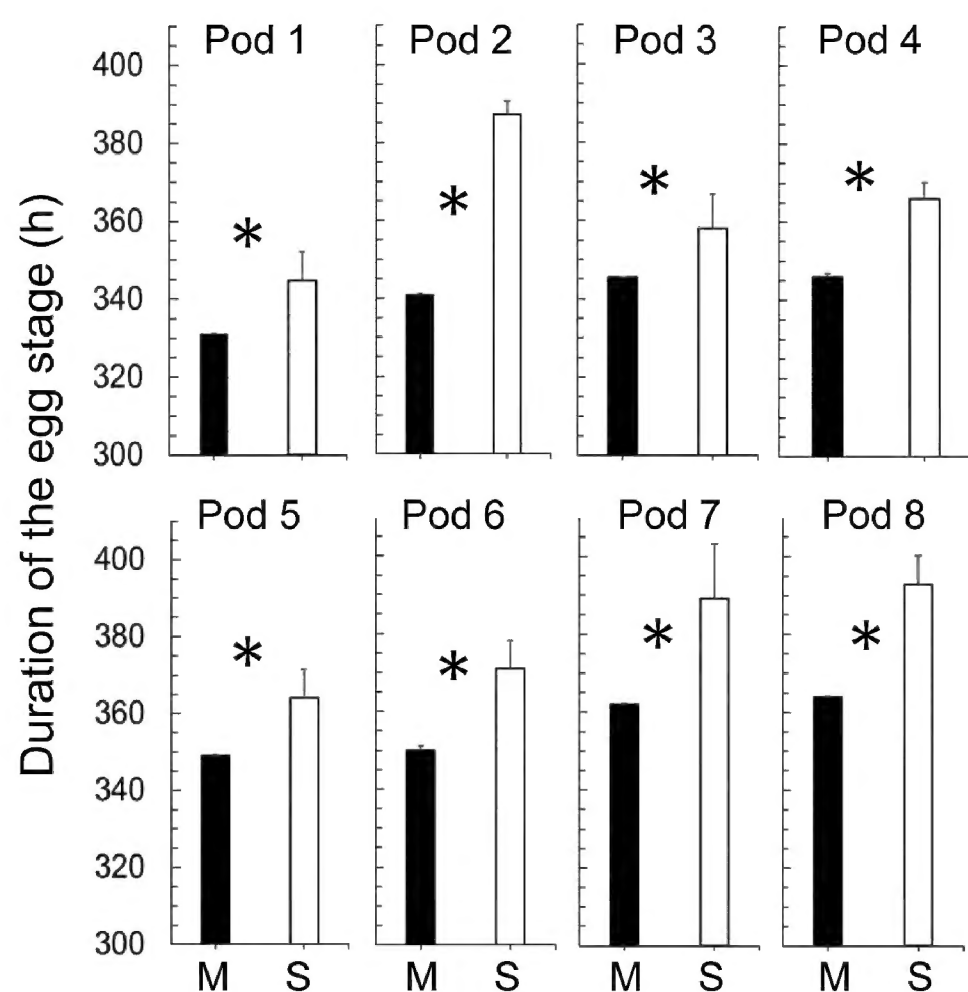 Duration of the egg stage (h)
Pod 1 Pod 2 Pod 3 Pod 4
400
380
360
340
320
300
* * * *
Pod 5 Pod 6 Pod 7 Pod 8
400
380
360
340
320
300
* * * *
M S M S M S M S